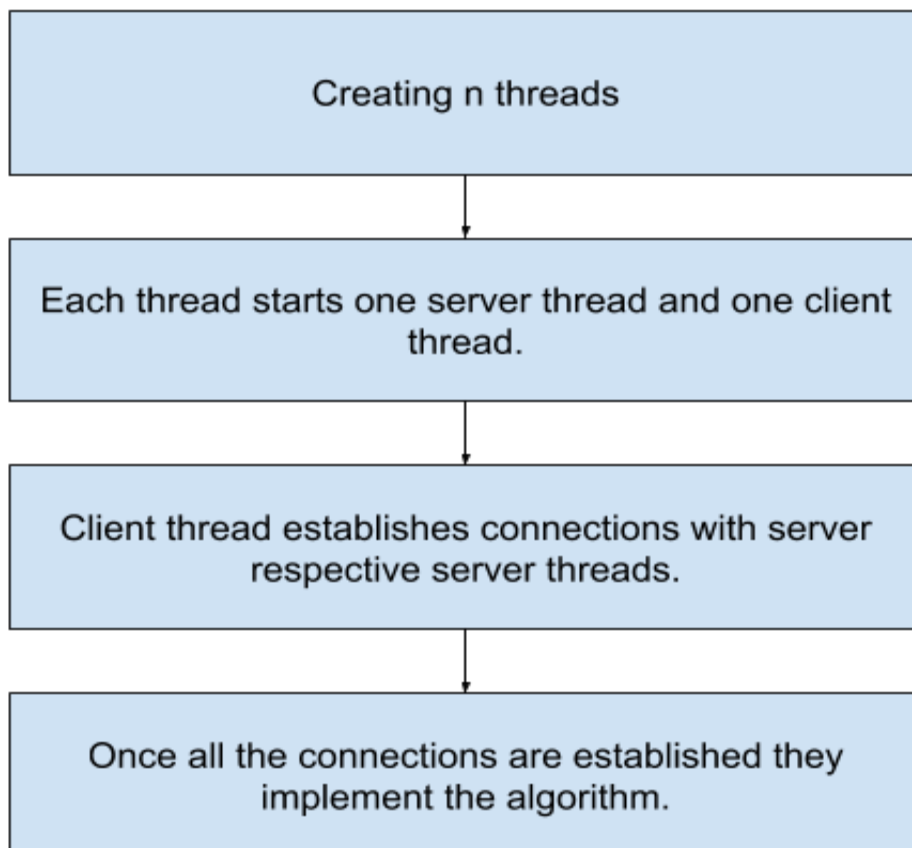 Creating n threads
Each thread starts one server thread and one client
thread.
Client thread establishes connections with server
respective server threads.
Once all the connections are established they
implement the algorithm.